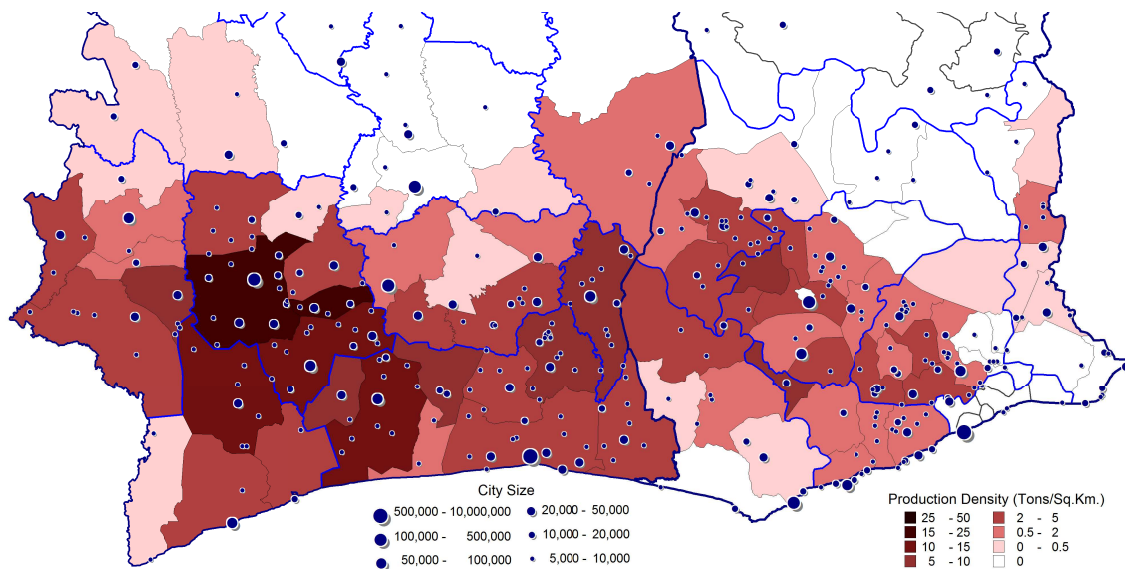 City Size
500,000 - 10,000,000
100,000 - 500,000
50,000 - 100,000
20,000 - 50,000
10,000 - 20,000
5,000 - 10,000
Production Density (Tons/Sq.Km.)
25 - 50
15 - 25
10 - 15
5 - 10
2 - 5
0.5 - 2
0 - 0.5
0